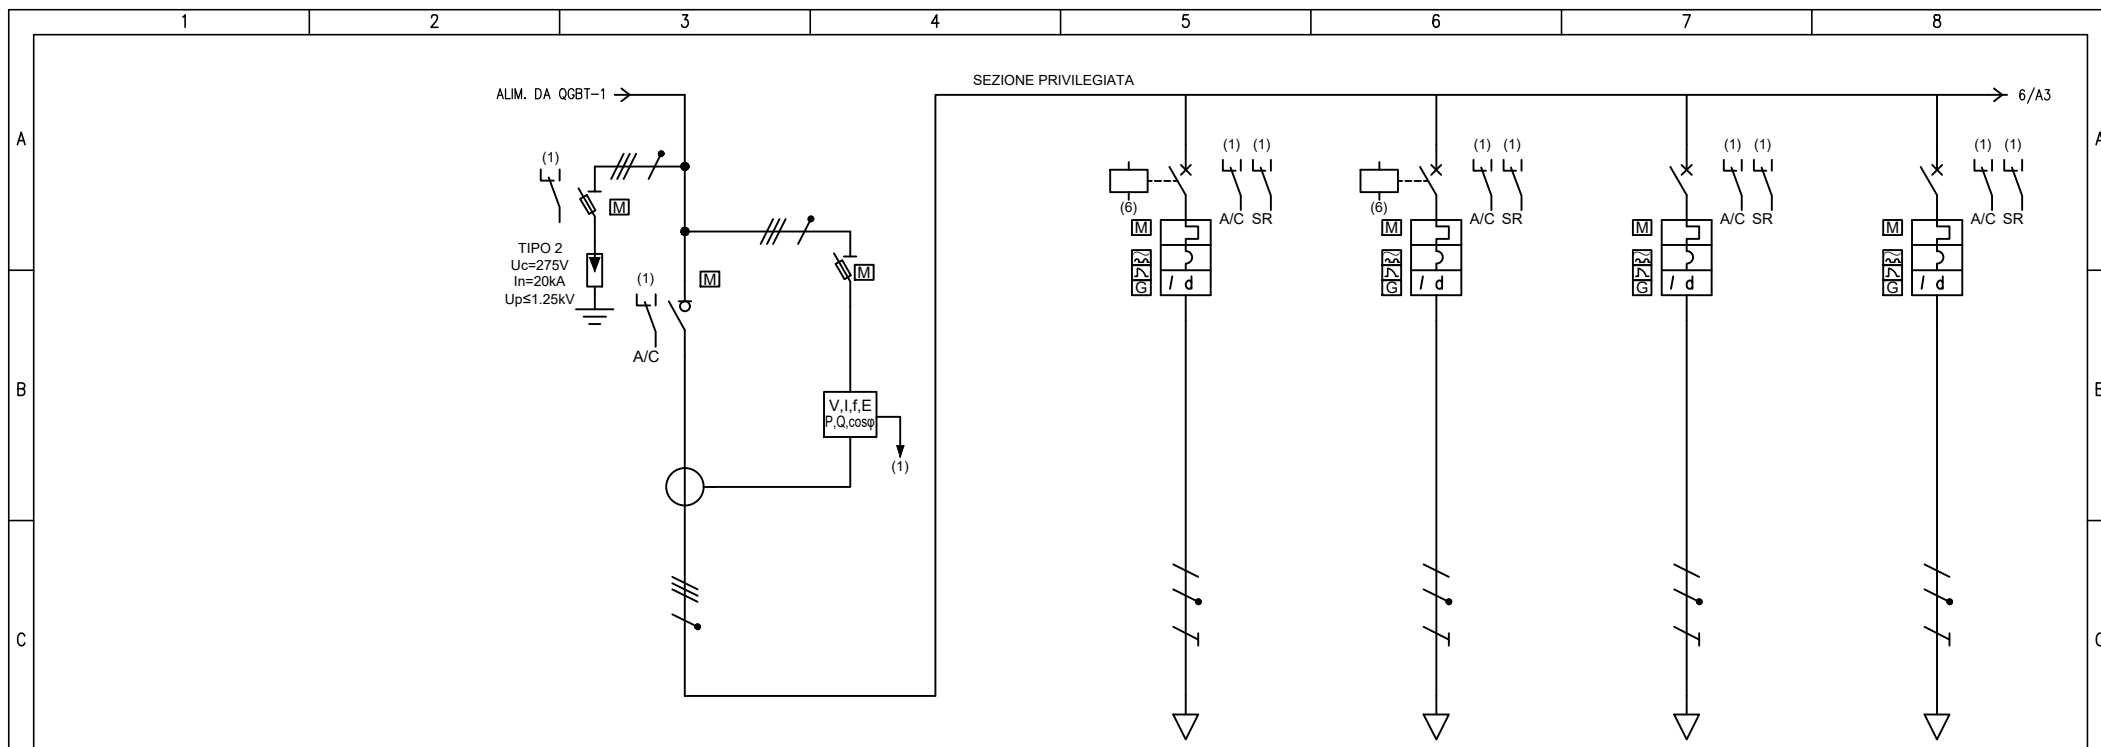 1 2 3 4 5 6 7 8
SEZIONE PRIVILEGIATA
ALIM. DA QGBT-1
6/A3
A A
(1) (1) (1) (1) (1) (1) (1) (1) (1)
M
(6) (6)
A/C SR A/C SR A/C SR A/C SR
M M M M
TIPO 2
Uc=275V
In=20kA
Up≤1.25kV
(1)
M
M
G I d G I d G I d G I d
A/C
B B
V,I,f,E
P,Q,cosφ
(1)
C C